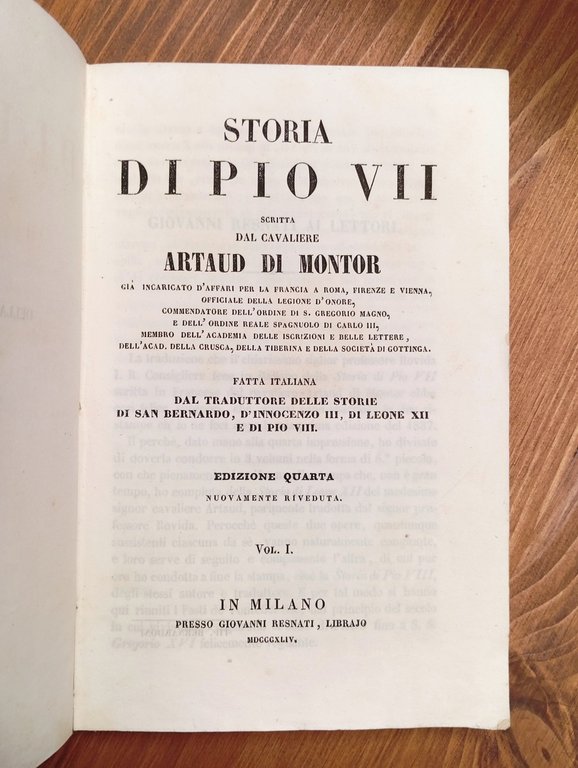 STORIA
DI PIO VII
SCRITTA
DAL CAVALIERE
ARTAUD DI MONTOR
GIÀ INCARICATO D'AFFARI PER LA FRANCIA A ROMA, FIRENZE E VIENNA,
OFFICIALE DELLA LEGIONE D'ONORE,
COMMENDATORE DELL'ORDINE DI S. GREGORIO MAGNO,
E DELL'ORDINE REALE SPAGNUOLO DI CARLO III,
MEMBRO DELL'ACADEMIA DELLE ISCRIZIONI E BELLE LETTERE,
DELL'ACAD. DELLA CRUSCA, DELLA TIBERINA E DELLA SOCIETÀ DI GOTTINGA.
FATTA ITALIANA
DAL TRADUTTORE DELLE STORIE
DI SAN BERNARDO, D'INNOCENZO III, DI LEONE XII
E DI PIO VIII.
EDIZIONE QUARTA
NUOVAMENTE RIVEDUTA.
VOL. I.
IN MILANO
PRESSO GIOVANNI RESNATI, LIBRAJO
MDCCCXLIV.